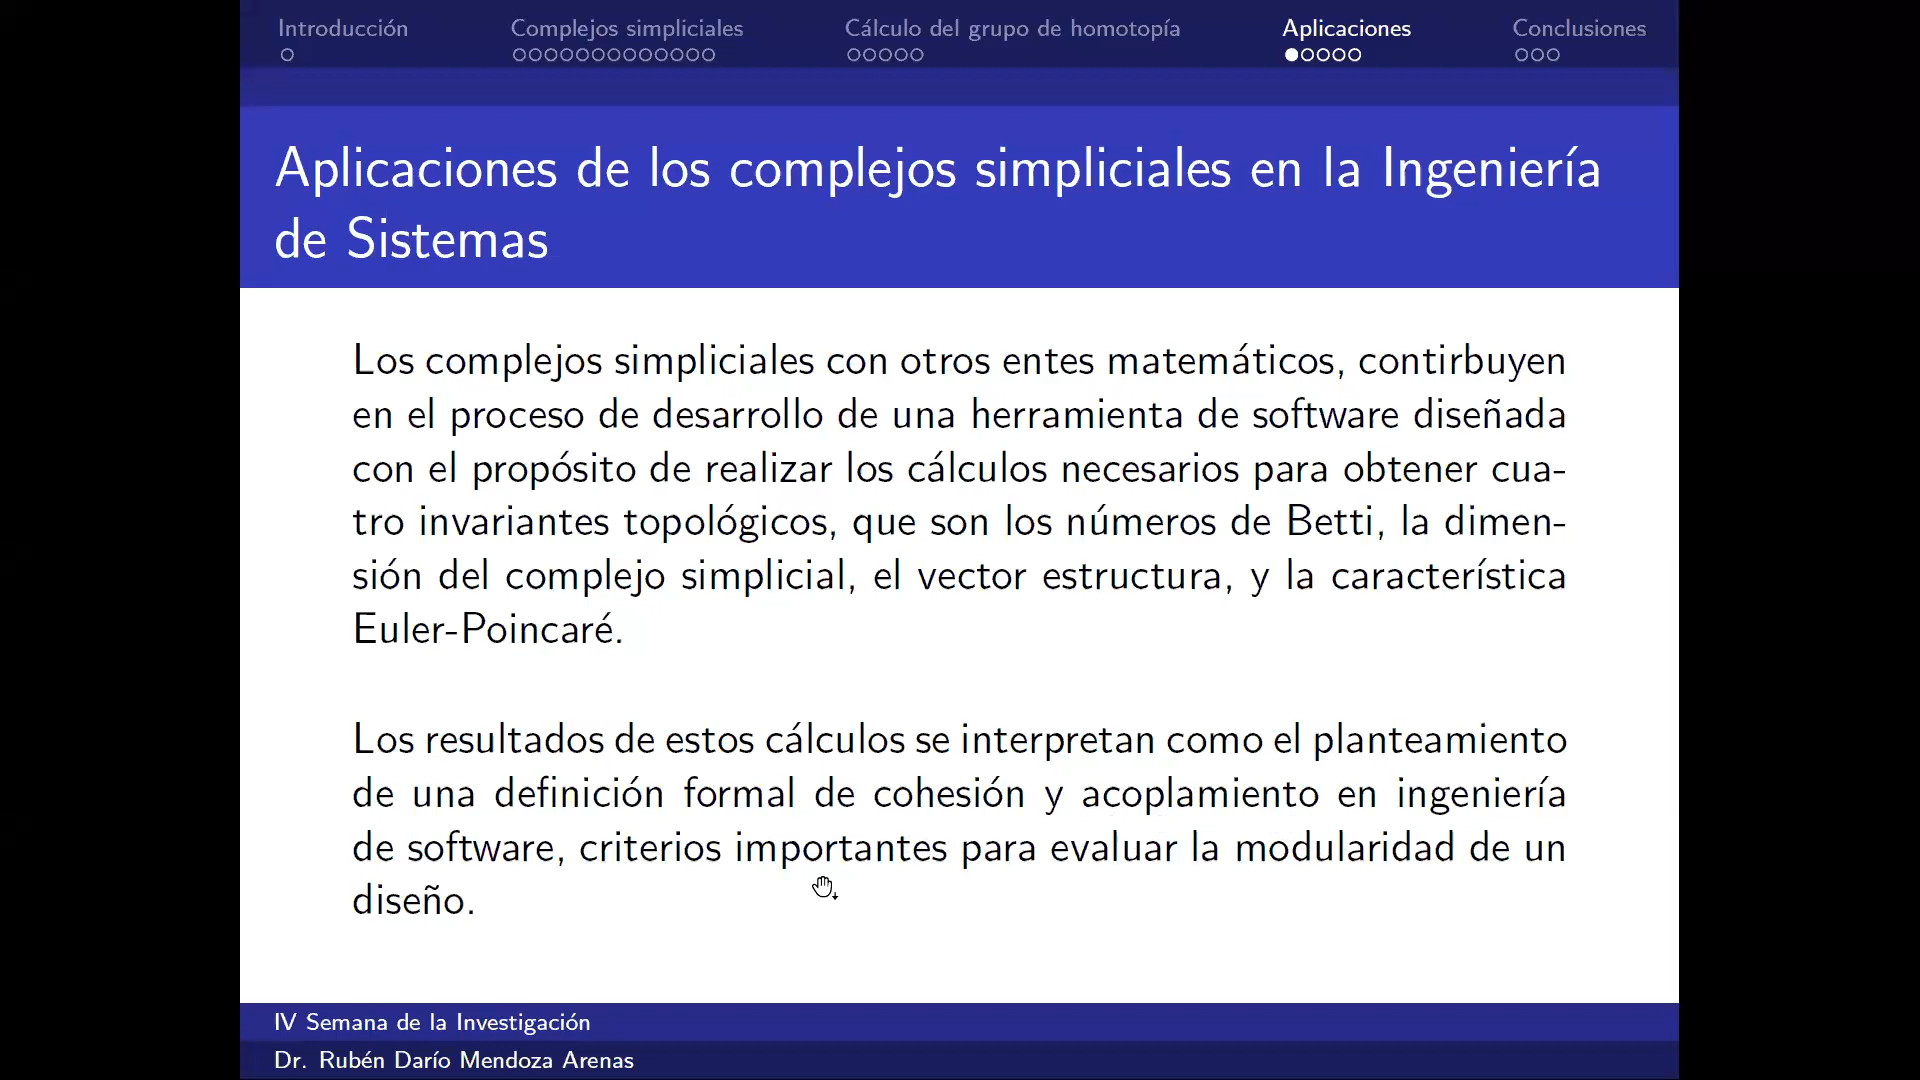 Introducción Complejos simpliciales Cálculo del grupo de homotopía Aplicaciones Conclusiones
Aplicaciones de los complejos simpliciales en la Ingeniería
de Sistemas
Los complejos simpliciales con otros entes matemáticos, contirbuyen
en el proceso de desarrollo de una herramienta de software diseñada
con el propósito de realizar los cálculos necesarios para obtener cua-
tro invariantes topológicos, que son los números de Betti, la dimen-
sión del complejo simplicial, el vector estructura, y la característica
Euler-Poincaré.
Los resultados de estos cálculos se interpretan como el planteamiento
de una definición formal de cohesión y acoplamiento en ingeniería
de software, criterios importantes para evaluar la modularidad de un
diseño.
IV Semana de la Investigación
Dr. Rubén Darío Mendoza Arenas